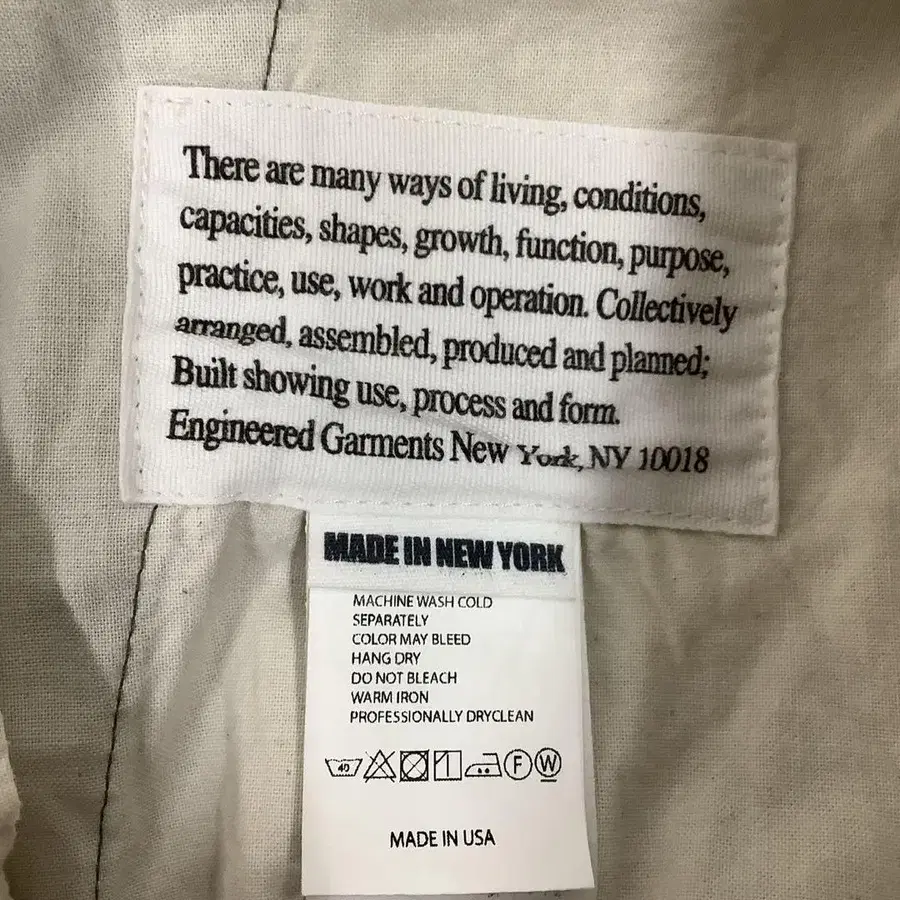 There are many ways of living, conditions,
capacities, shapes, growth, function, purpose,
practice, use, work and operation. Collectively
arranged, assembled, produced and planned;
Built showing use, process and form.
Engineered Garments New York, NY 10018
MADE IN NEW YORK
MACHINE WASH COLD
SEPARATELY
COLOR MAY BLEED
HANG DRY
DO NOT BLEACH
WARM IRON
PROFESSIONALLY DRYCLEAN
40 F W
MADE IN USA